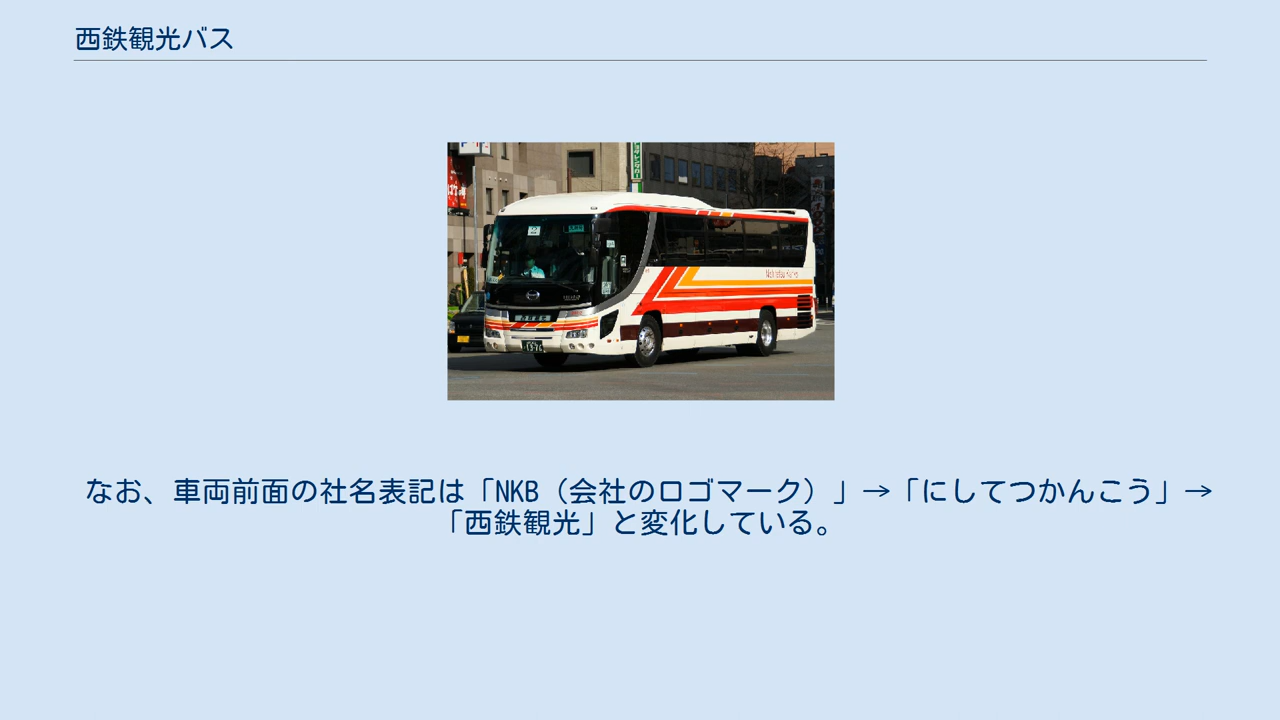 西鉄観光バス
なお、車両前面の社名表記は「NKB（会社のロゴマーク）」→「にしてつかんこう」→
「西鉄観光」と変化している。